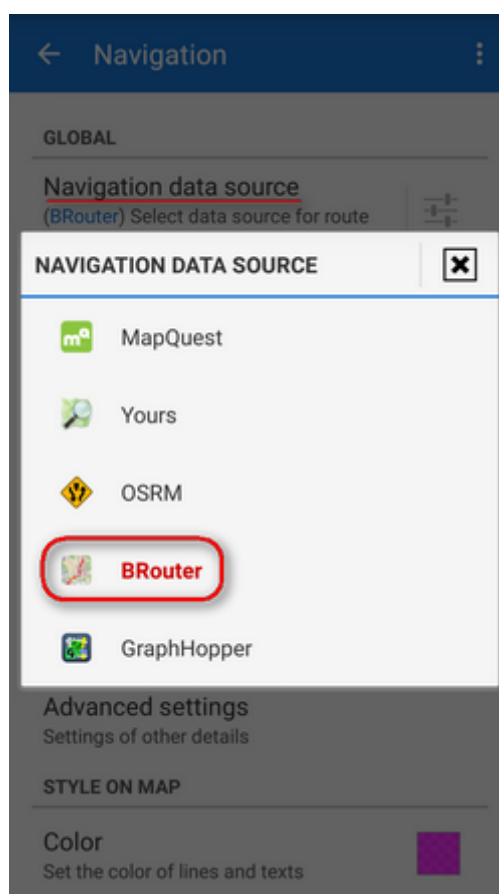 Navigation
GLOBAL
Navigation data source
(BRouter) Select data source for route
NAVIGATION DATA SOURCE
MapQuest
Yours
OSRM
BRouter
GraphHopper
Advanced settings
Settings of other details
STYLE ON MAP
Color
Set the color of lines and texts